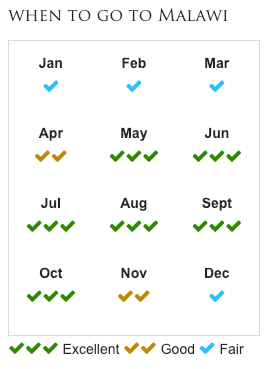 WHEN TO GO TO MALAWI
Jan Feb Mar
Apr May Jun
Jul Aug Sept
Oct Nov Dec
Excellent Good Fair